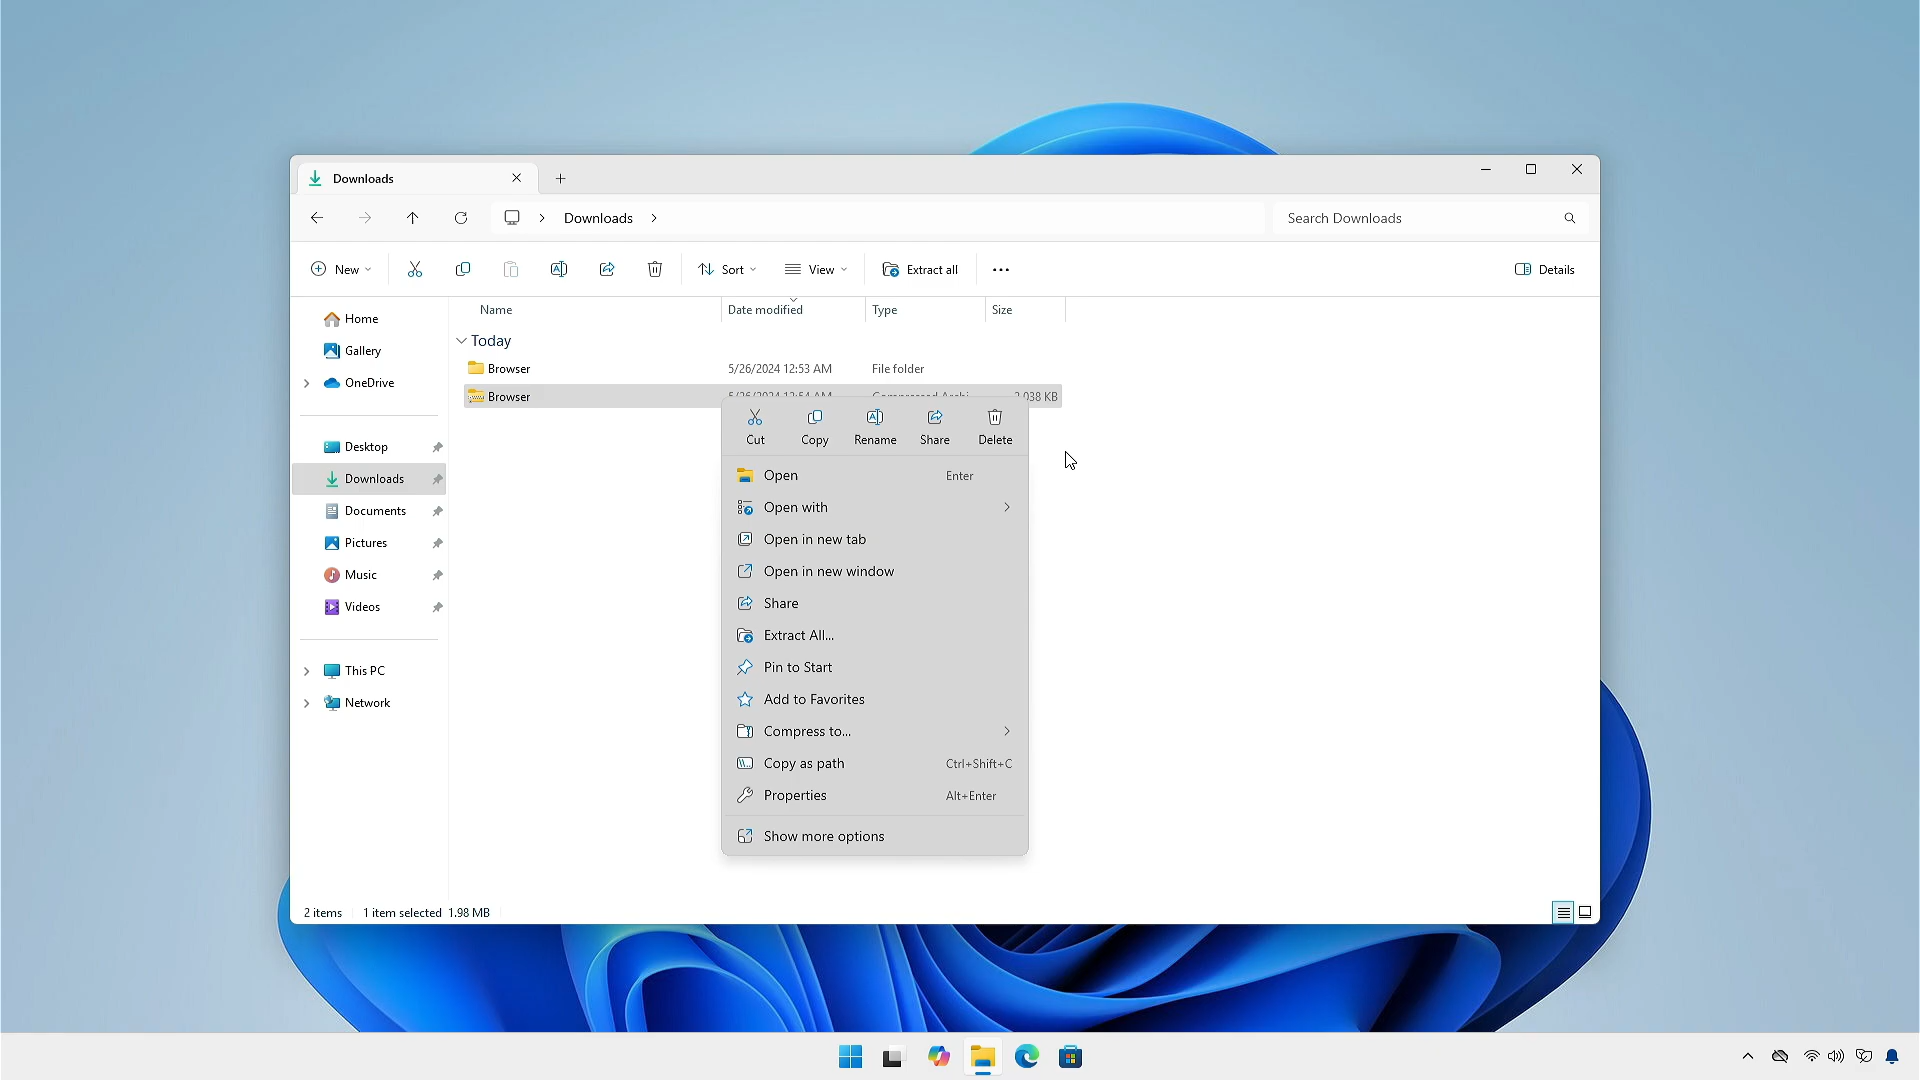 Downloads
Downloads
Search Downloads
New
Sort
View
Extract all
Details
Name Date modified Type Size
Home
Gallery
OneDrive
Desktop
Downloads
Documents
Pictures
Music
Videos
This PC
Network
Today
Browser 5/26/2024 12:53 AM File folder
Browser 5/26/2024 12:54 AM Compressed Archi... 2,038 KB
Cut Copy Rename Share Delete
Open Enter
Open with
Open in new tab
Open in new window
Share
Extract All...
Pin to Start
Add to Favorites
Compress to...
Copy as path Ctrl+Shift+C
Properties Alt+Enter
Show more options
2 items 1 item selected 1.98 MB